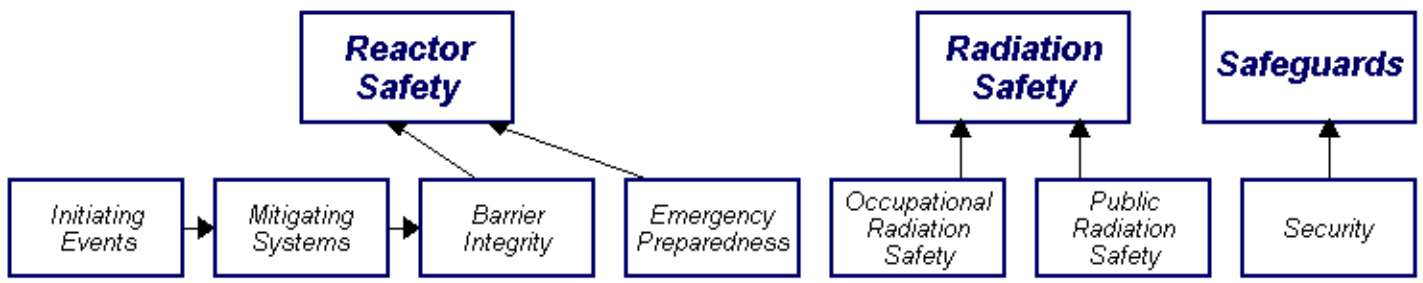 Reactor
Safety
Radiation
Safety
Safeguards
Initiating
Events
Mitigating
Systems
Barrier
Integrity
Emergency
Preparedness
Occupational
Radiation
Safety
Public
Radiation
Safety
Security